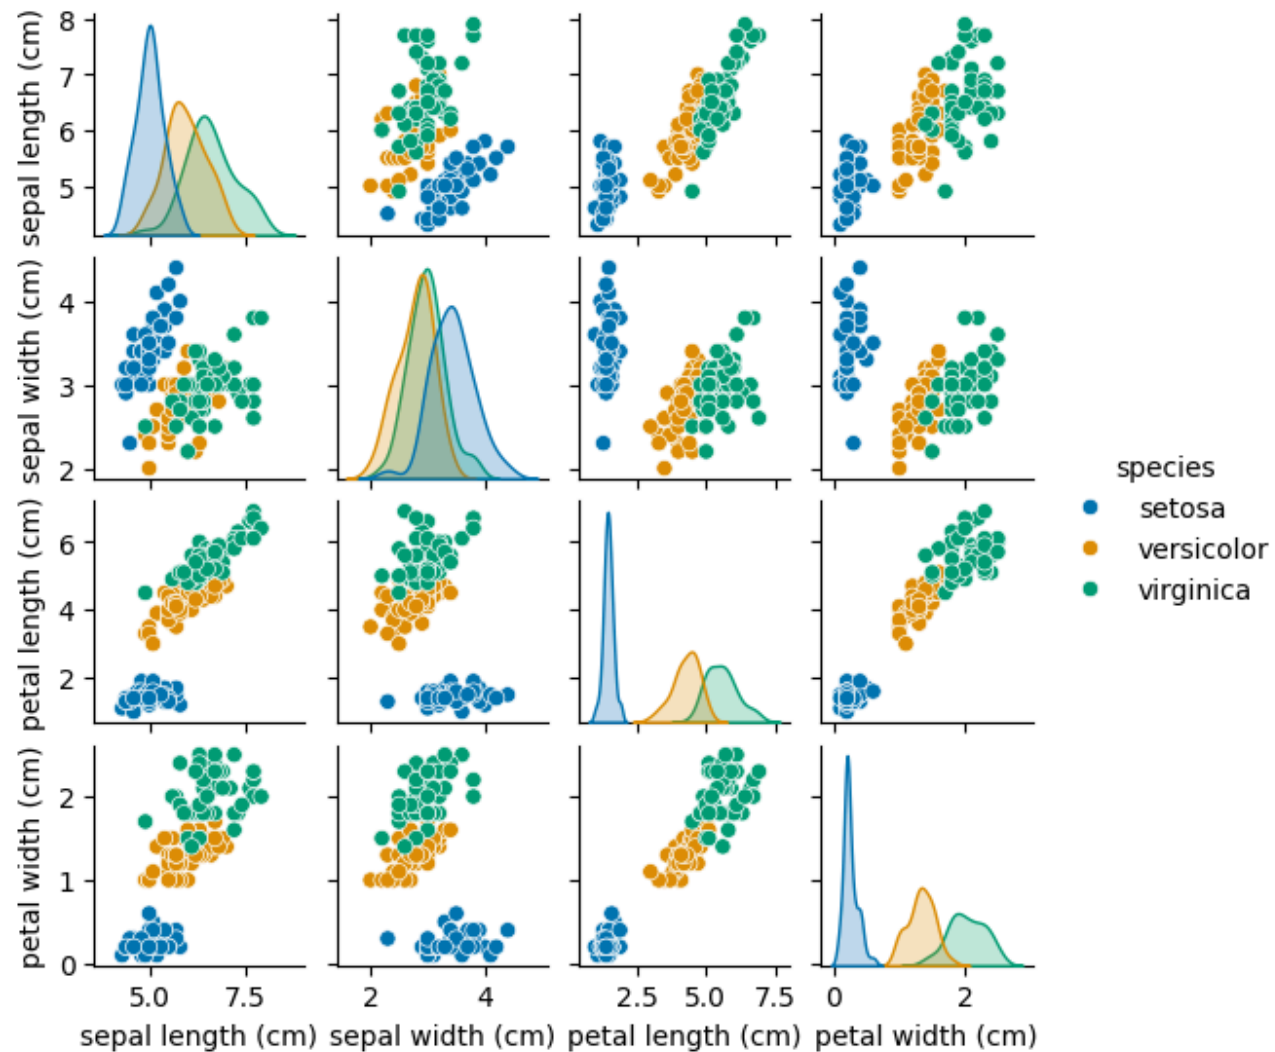 sepal length (cm)
8
7
6
5
sepal width (cm)
4
3
2
petal length (cm)
6
4
2
petal width (cm)
2
1
0
5.0 7.5
2 4
2.5 5.0 7.5
0 2
sepal length (cm) sepal width (cm) petal length (cm) petal width (cm)
species
setosa
versicolor
virginica